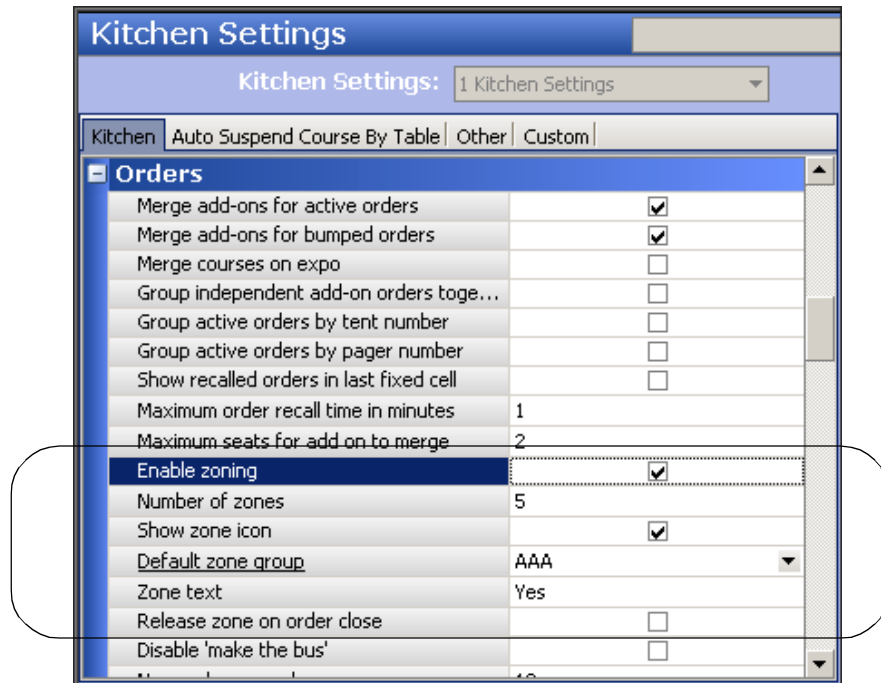 Kitchen Settings
Kitchen Settings: 1 Kitchen Settings
Kitchen Auto Suspend Course By Table Other Custom
Orders
Merge add-ons for active orders
Merge add-ons for bumped orders
Merge courses on expo
Group independent add-on orders toge...
Group active orders by tent number
Group active orders by pager number
Show recalled orders in last fixed cell
Maximum order recall time in minutes 1
Maximum seats for add on to merge 2
Enable zoning
Number of zones 5
Show zone icon
Default zone group AAA
Zone text Yes
Release zone on order close
Disable 'make the bus'